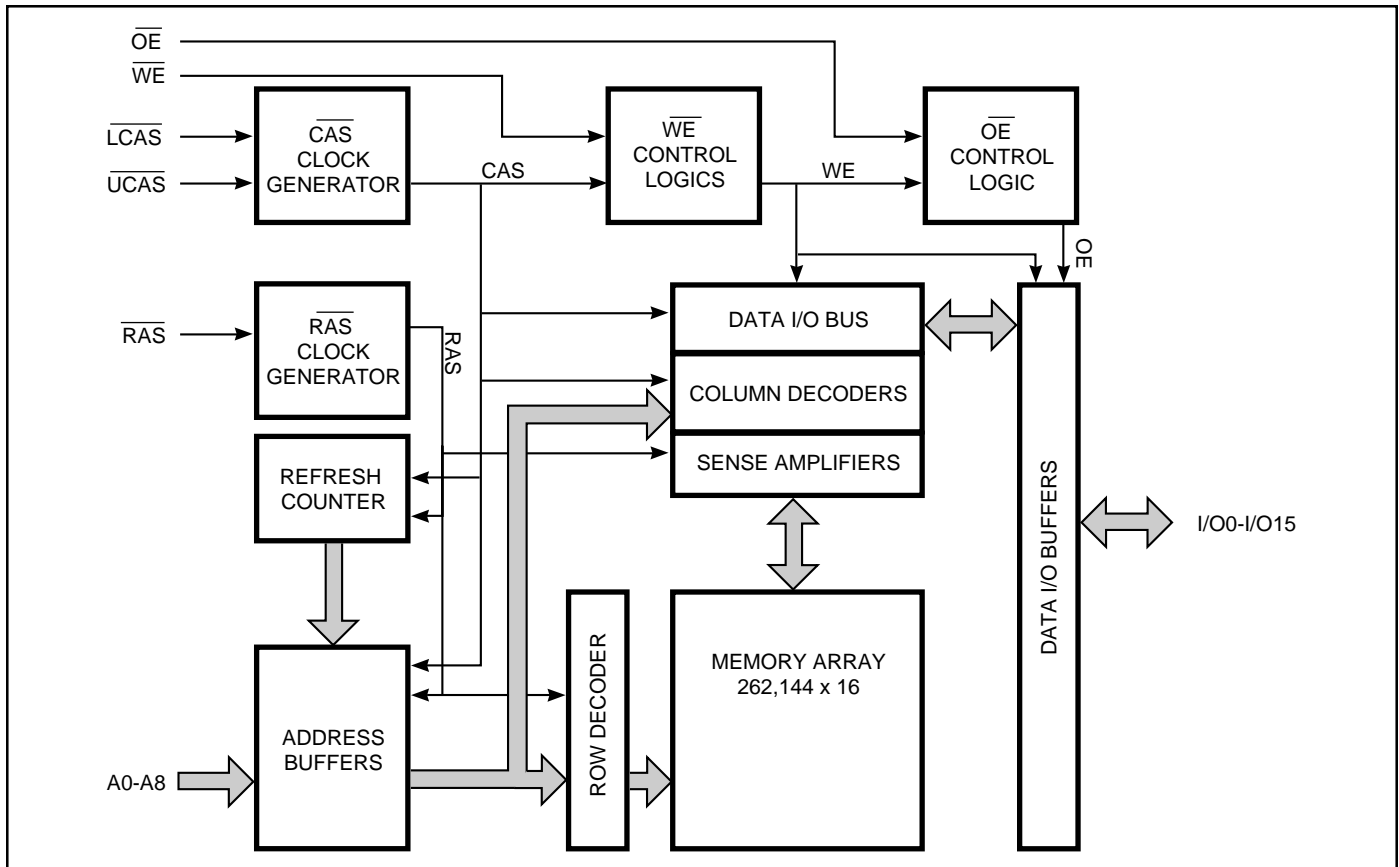 OE
WE
LCAS
UCAS
CAS
CLOCK
GENERATOR
CAS
WE
CONTROL
LOGICS
WE
OE
CONTROL
LOGIC
OE
RAS
RAS
CLOCK
GENERATOR
RAS
DATA I/O BUS
COLUMN DECODERS
SENSE AMPLIFIERS
REFRESH
COUNTER
DATA I/O BUFFERS
I/O0-I/O15
ROW DECODER
MEMORY ARRAY
262,144 x 16
ADDRESS
BUFFERS
A0-A8